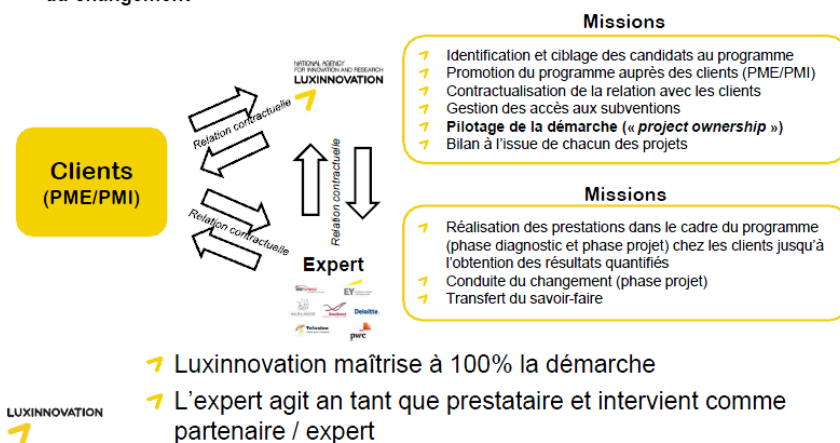 du changement
Missions
Identification et ciblage des candidats au programme
Promotion du programme auprès des clients (PME/PMI)
Contractualisation de la relation avec les clients
Gestion des accès aux subventions
Pilotage de la démarche (« project ownership »)
Bilan à l'issue de chacun des projets
NATIONAL AGENCY
FOR INNOVATION AND RESEARCH
LUXINNOVATION
Relation contractuelle
Clients
(PME/PMI)
Relation contractuelle
Relation contractuelle
Missions
Réalisation des prestations dans le cadre du programme
(phase diagnostic et phase projet) chez les clients jusqu'à
l'obtention des résultats quantifiés
Conduite du changement (phase projet)
Transfert du savoir-faire
Expert
EY
Deloitte.
pwc
Luxinnovation maîtrise à 100% la démarche
L'expert agit an tant que prestataire et intervient comme
partenaire / expert
LUXINNOVATION